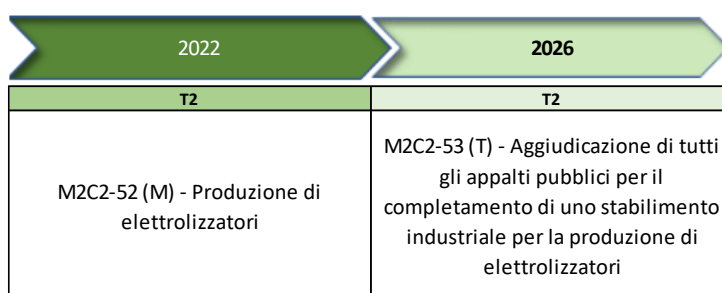 2022
2026
T2
T2
M2C2-52 (M) - Produzione di
elettrolizzatori
M2C2-53 (T) - Aggiudicazione di tutti
gli appalti pubblici per il
completamento di uno stabilimento
industriale per la produzione di
elettrolizzatori